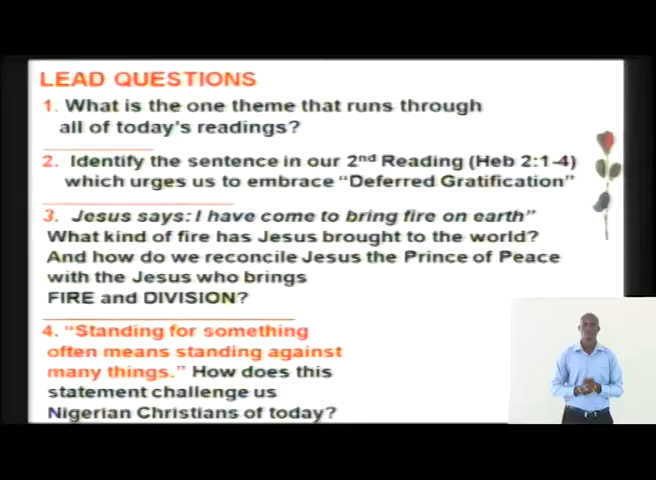 LEAD QUESTIONS
1. What is the one theme that runs through
all of today's readings?
2. Identify the sentence in our 2nd Reading (Heb 2:1-4)
which urges us to embrace "Deferred Gratification"
3. Jesus says: I have come to bring fire on earth"
What kind of fire has Jesus brought to the world?
And how do we reconcile Jesus the Prince of Peace
with the Jesus who brings
FIRE and DIVISION?
4. "Standing for something
often means standing against
many things." How does this
statement challenge us
Nigerian Christians of today?